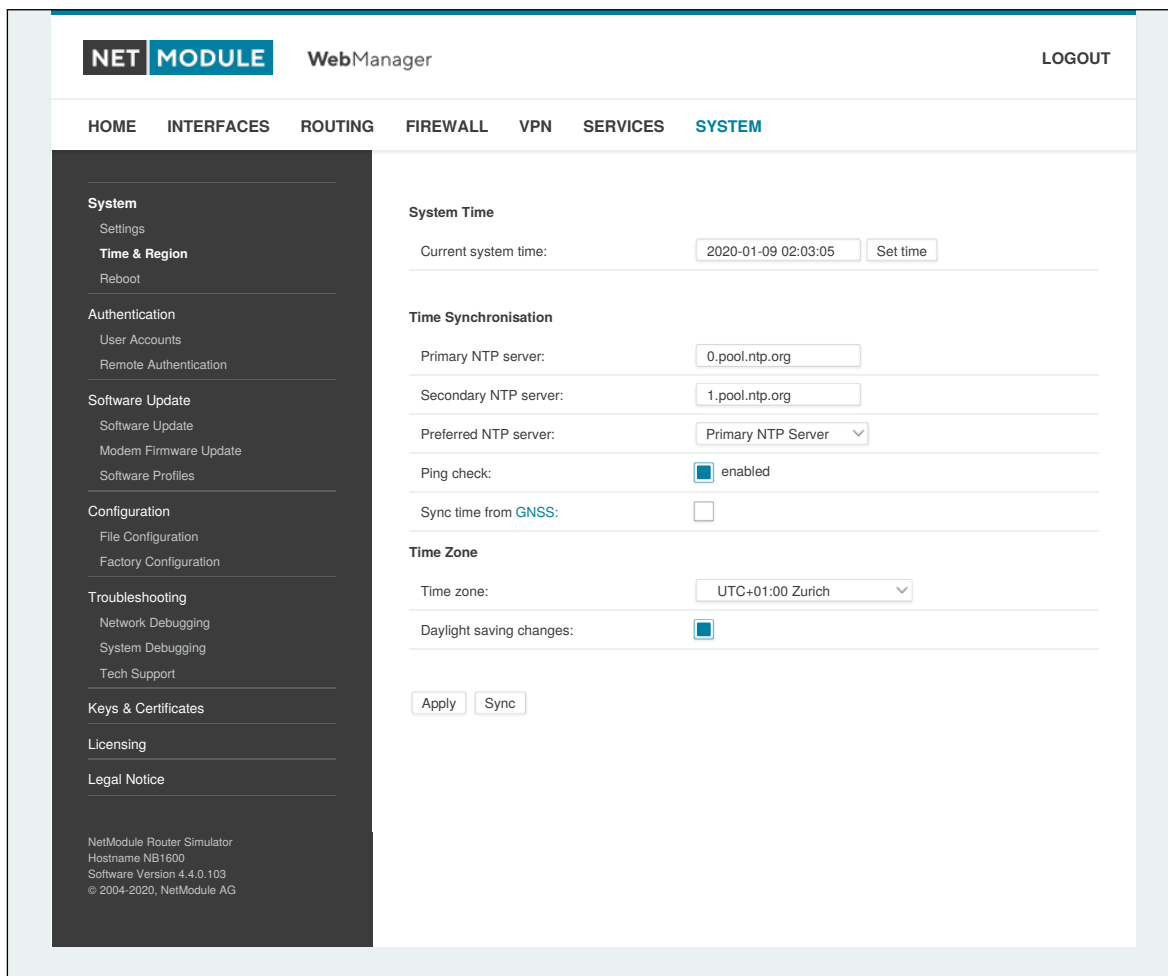 NET MODULE WebManager LOGOUT
HOME INTERFACES ROUTING FIREWALL VPN SERVICES SYSTEM
System
Settings
Time & Region
Reboot
Authentication
User Accounts
Remote Authentication
Software Update
Software Update
Modem Firmware Update
Software Profiles
Configuration
File Configuration
Factory Configuration
Troubleshooting
Network Debugging
System Debugging
Tech Support
Keys & Certificates
Licensing
Legal Notice
NetModule Router Simulator
Hostname NB1600
Software Version 4.4.0.103
© 2004-2020, NetModule AG
System Time
Current system time: 2020-01-09 02:03:05 Set time
Time Synchronisation
Primary NTP server: 0.pool.ntp.org
Secondary NTP server: 1.pool.ntp.org
Preferred NTP server: Primary NTP Server
Ping check: enabled
Sync time from GNSS:
Time Zone
Time zone: UTC+01:00 Zurich
Daylight saving changes:
Apply Sync